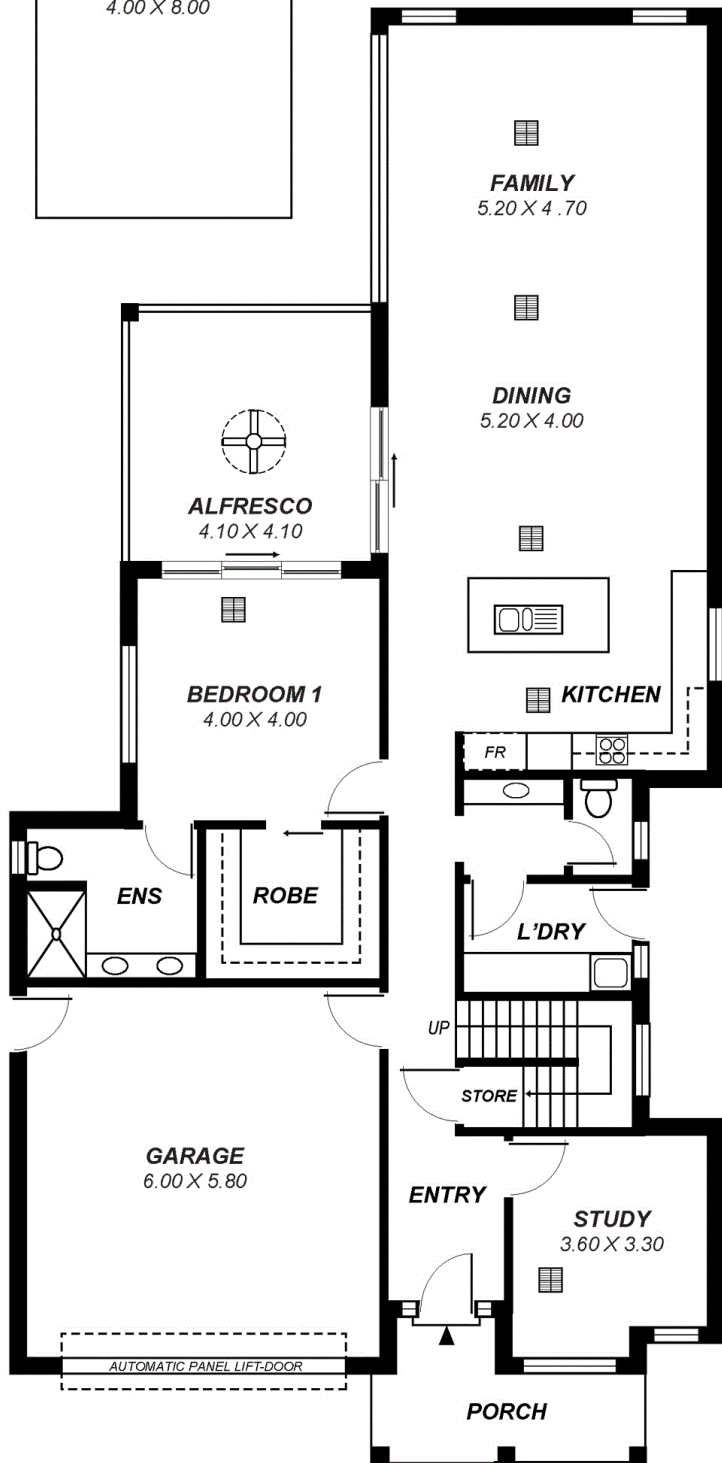 4.00 X 8.00
FAMILY
5.20 X 4 .70
DINING
5.20 X 4.00
ALFRESCO
4.10 X 4.10
BEDROOM 1
4.00 X 4.00
KITCHEN
FR
ENS
ROBE
L'DRY
UP
STORE
GARAGE
6.00 X 5.80
ENTRY
STUDY
3.60 X 3.30
AUTOMATIC PANEL LIFT-DOOR
PORCH